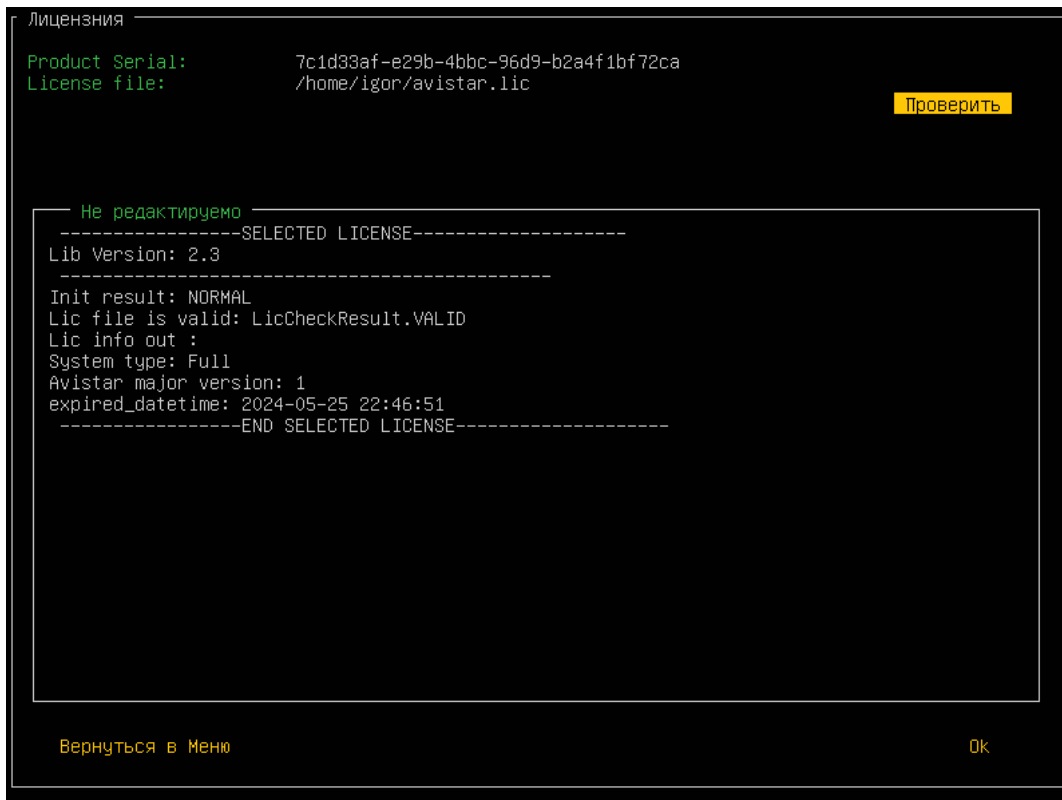 Лицензния
Product Serial: 7c1d33af-e29b-4bbc-96d9-b2a4f1bf72ca
License file: /home/igor/avistar.lic
Проверить
Не редактируемо
-----------------SELECTED LICENSE--------------------
Lib Version: 2.3
----------------------------------------------
Init result: NORMAL
Lic file is valid: LicCheckResult.VALID
Lic info out :
System type: Full
Avistar major version: 1
expired_datetime: 2024-05-25 22:46:51
-----------------END SELECTED LICENSE--------------------
Вернуться в Меню Ok